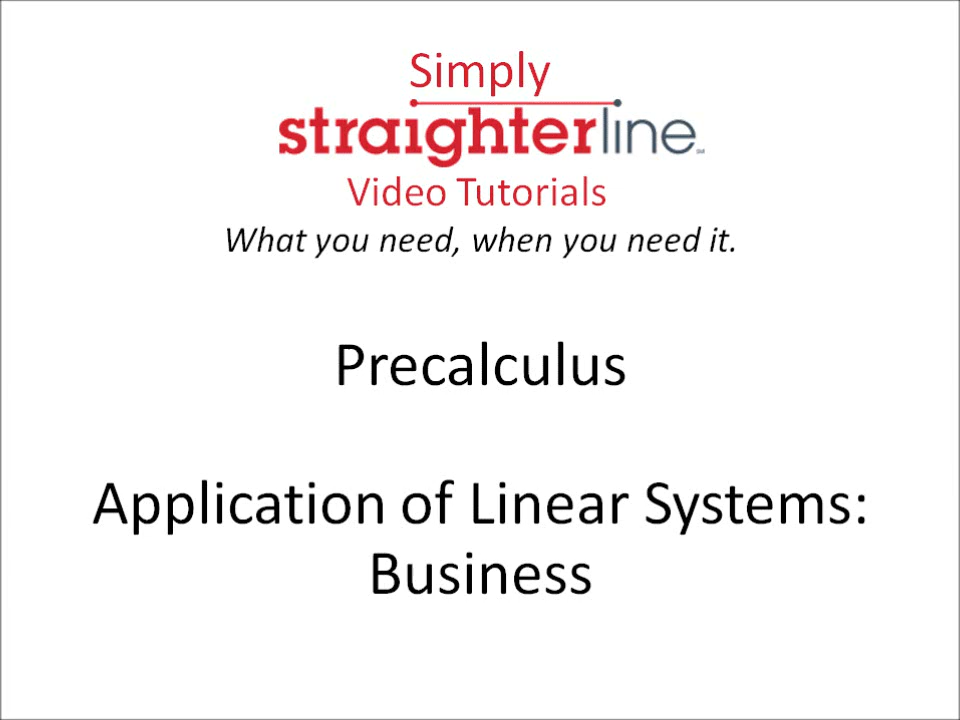 Simply
straighterline
Video Tutorials
What you need, when you need it.
Precalculus
Application of Linear Systems:
Business